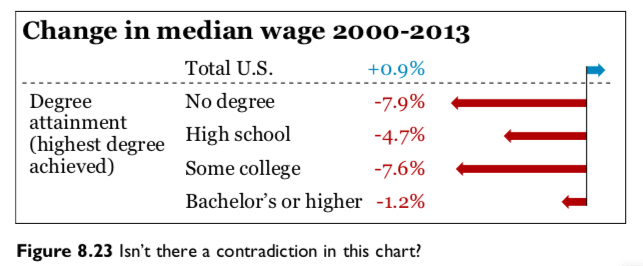 Change in median wage 2000-2013
Total U.S. +0.9%
Degree attainment (highest degree achieved)
No degree -7.9%
High school -4.7%
Some college -7.6%
Bachelor's or higher -1.2%
Figure 8.23 Isn't there a contradiction in this chart?